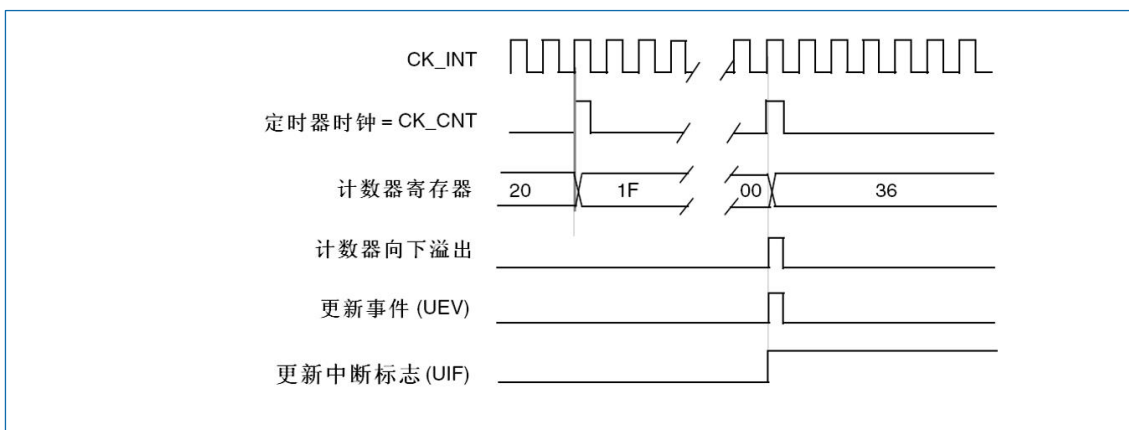 CK_INT
定时器时钟 = CK_CNT
计数器寄存器 20 1F 00 36
计数器向下溢出
更新事件 (UEV)
更新中断标志 (UIF)